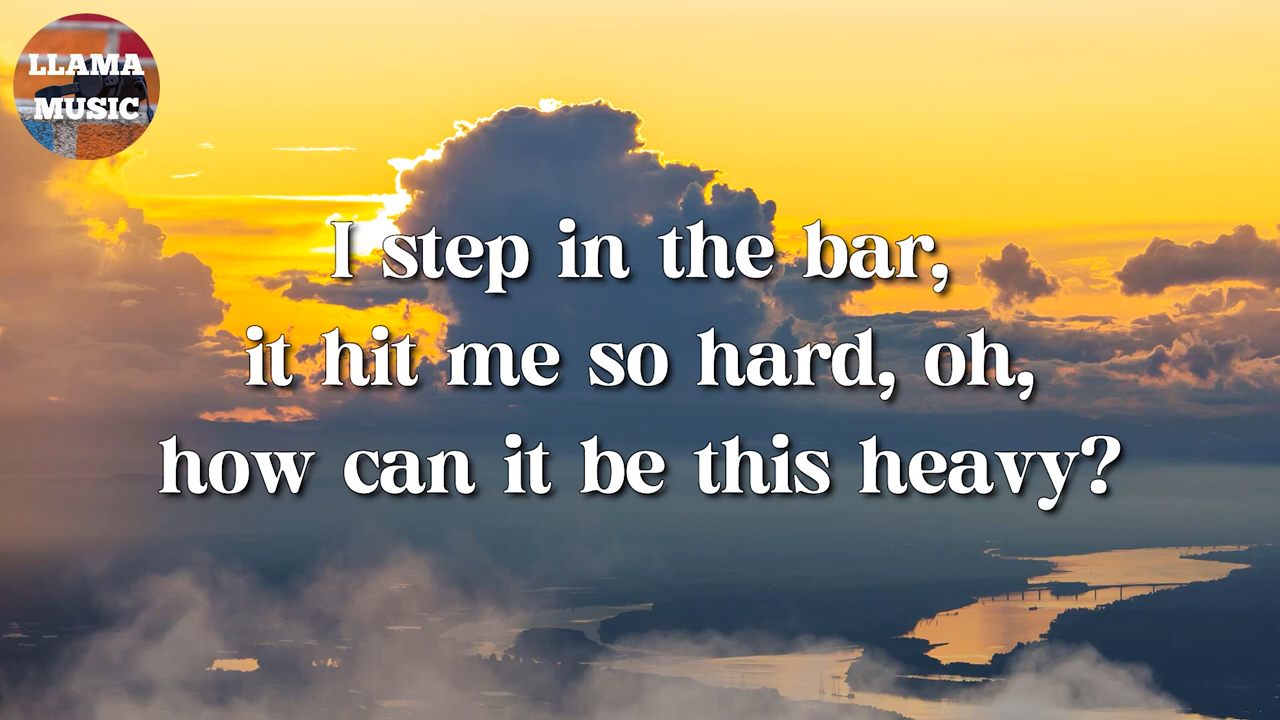 LLAMA
MUSIC
I step in the bar,
it hit me so hard, oh,
how can it be this heavy?